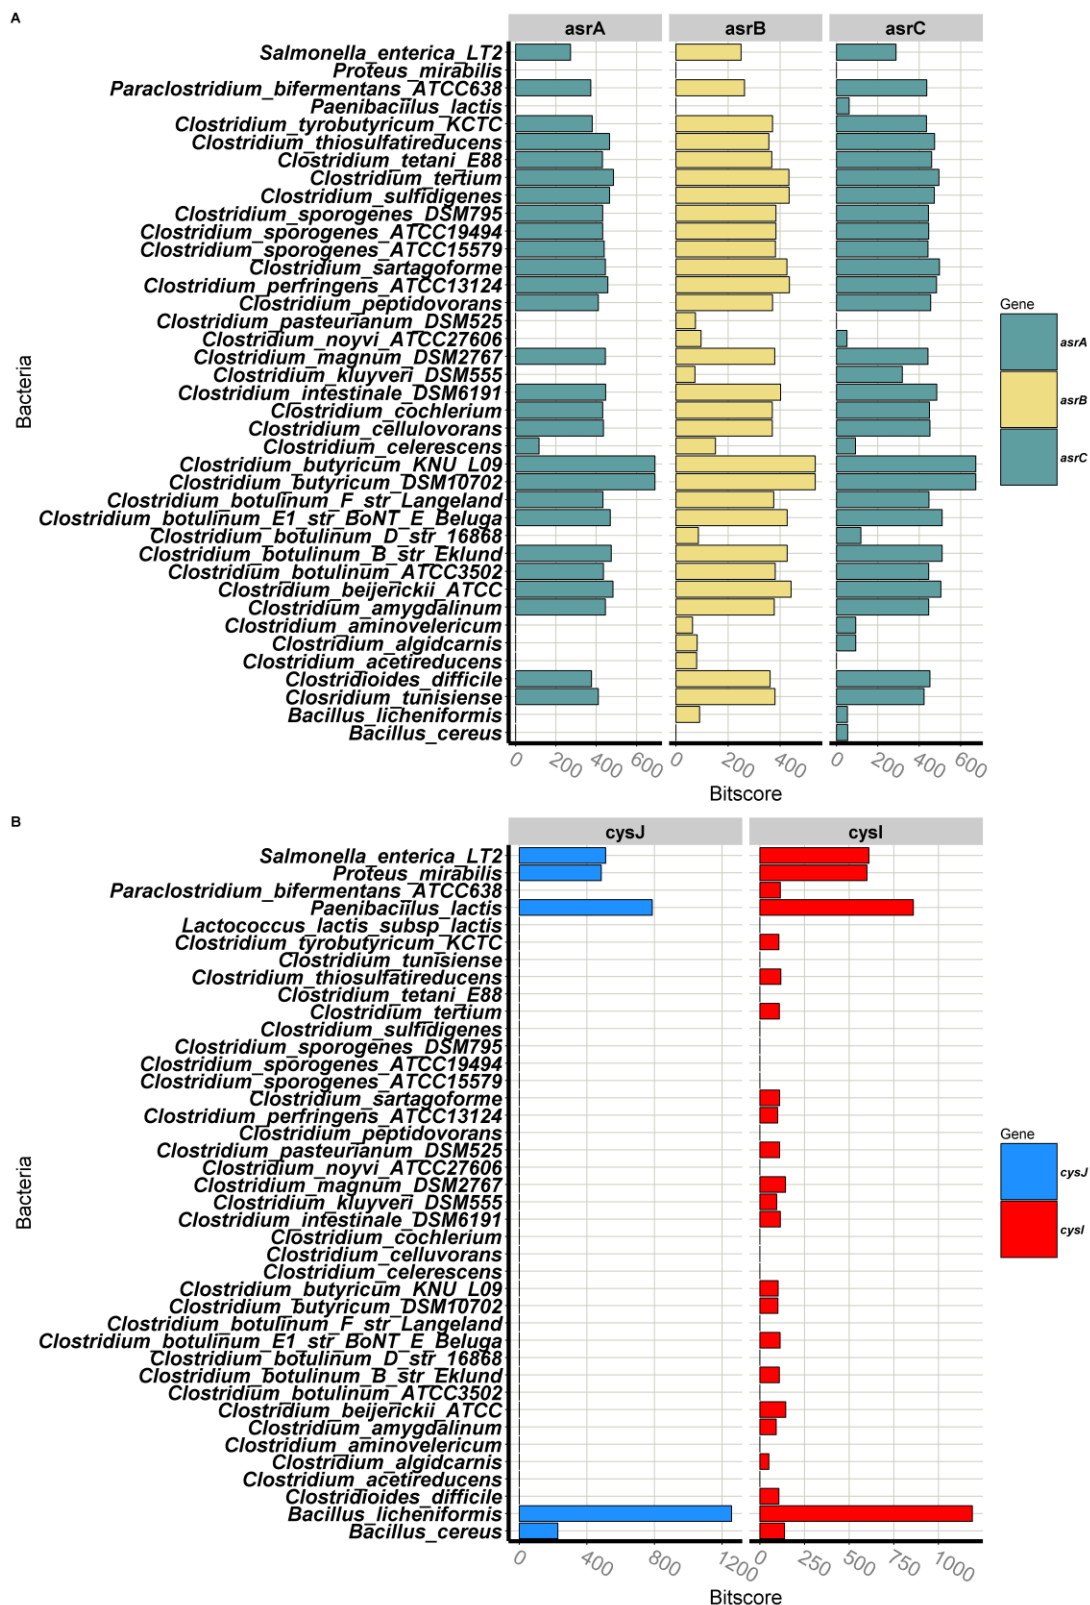 A
asrA asrB asrC
Salmonella_enterica_LT2
Proteus_mirabilis
Paraclostridium_bifermentans_ATCC638
Paenibaciilus_lactis
Clostridium_tyrobutyricum_KCTC
Clostridium_thiosulfatireducens
Clostridium_tetani_E88
Clostridium_tertium
Clostridium_sulfidigenes
Clostridium_sporogenes_DSM795
Clostridium_sporogenes_ATCC19494
Clostridium_sporogenes_ATCC15579
Clostridium_sartagoforme
Clostridium_perfringens_ATCC13124
Clostridium_peptidovorans
Clostridium_pasteurianum_DSM525
Clostridium_noyvi_ATCC27606
Clostridium_magnum_DSM2767
Clostridium_kluyveri_DSM555
Clostridium_intestinale_DSM6191
Clostridium_cochlerium
Clostridium_cellulovorans
Clostridium_celerescens
Clostridium_butyricum_KNU_L09
Clostridium_butyricum_DSM10702
Clostridium_botulinum_F_str_Langeland
Clostridium_botulinum_E1_str_BoNT_E_Beluga
Clostridium_botulinum_D_str_16868
Clostridium_botulinum_B_str_Eklund
Clostridium_botulinum_ATCC3502
Clostridium_beijerickii_ATCC
Clostridium_amygdalinum
Clostridium_aminovelericum
Clostridium_algidcarnis
Clostridium_acetireducens
Clostridioides_difficile
Closridium_tunisiense
Bacillus_licheniformis
Bacillus_cereus
Bacteria
0 200 400 600 0 200 400 0 200 400 600
Bitscore
Gene
asrA
asrB
asrC
B
cysJ cysI
Salmonella_enterica_LT2
Proteus_mirabilis
Paraclostridium_bifermentans_ATCC638
Paenibaciilus_lactis
Lactococcus_lactis_subsp_lactis
Clostridium_tyrobutyricum_KCTC
Clostridium_tunisiense
Clostridium_thiosulfatireducens
Clostridium_tetani_E88
Clostridium_tertium
Clostridium_sulfidigenes
Clostridium_sporogenes_DSM795
Clostridium_sporogenes_ATCC19494
Clostridium_sporogenes_ATCC15579
Clostridium_sartagoforme
Clostridium_perfringens_ATCC13124
Clostridium_peptidovorans
Clostridium_pasteurianum_DSM525
Clostridium_noyvi_ATCC27606
Clostridium_magnum_DSM2767
Clostridium_kluyveri_DSM555
Clostridium_intestinale_DSM6191
Clostridium_cochlerium
Clostridium_celluvorans
Clostridium_celerescens
Clostridium_butyricum_KNU_L09
Clostridium_butyricum_DSM10702
Clostridium_botulinum_F_str_Langeland
Clostridium_botulinum_E1_str_BoNT_E_Beluga
Clostridium_botulinum_D_str_16868
Clostridium_botulinum_B_str_Eklund
Clostridium_botulinum_ATCC3502
Clostridium_beijerickii_ATCC
Clostridium_amygdalinum
Clostridium_aminovelericum
Clostridium_algidcarnis
Clostridium_acetireducens
Clostridioides_difficile
Bacillus_licheniformis
Bacillus_cereus
Bacteria
0 400 800 1200 0 250 500 750 1000
Bitscore
Gene
cysJ
cysI